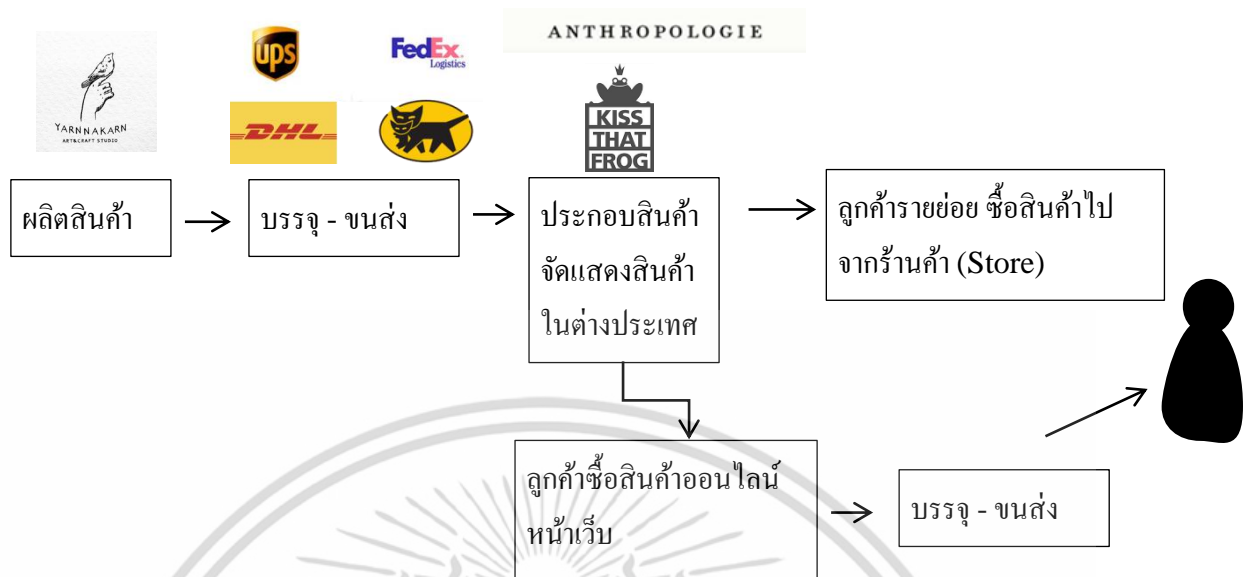 ANTHROPOLOGIE
ups
FedEx
Logistics
YARNNAKARN
ART&CRAFT STUDIO
DHL
KISS
THAT
FROG
ผลิตสินค้า
บรรจุ - ขนส่ง
ประกอบสินค้า
จัดแสดงสินค้า
ในต่างประเทศ
ลูกค้ารายย่อย ซื้อสินค้าไป
จากร้านค้า (Store)
ลูกค้าซื้อสินค้าออนไลน์
หน้าเว็บ
บรรจุ - ขนส่ง